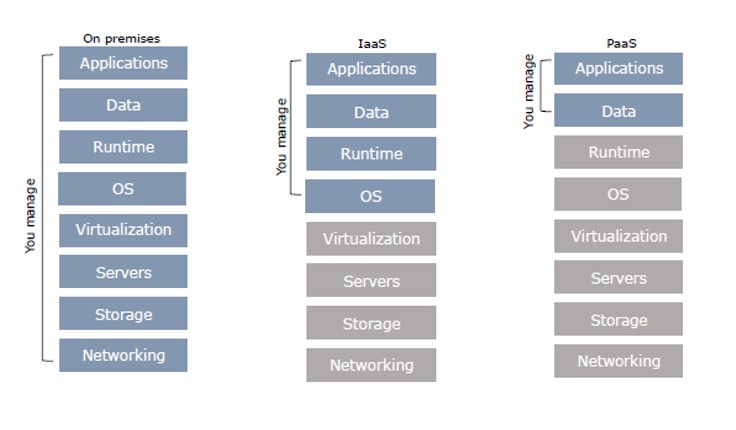 On premises
You manage
Applications
Data
Runtime
OS
Virtualization
Servers
Storage
Networking
IaaS
You manage
Applications
Data
Runtime
OS
Virtualization
Servers
Storage
Networking
PaaS
You manage
Applications
Data
Runtime
OS
Virtualization
Servers
Storage
Networking